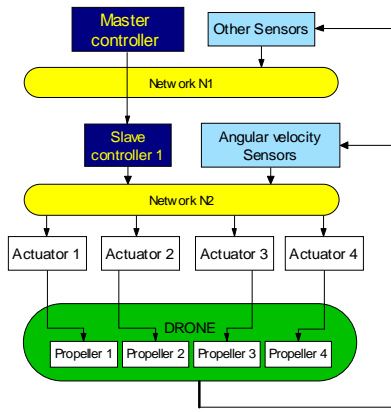 Master
controller
Other Sensors
Network N1
Slave
controller 1
Angular velocity
Sensors
Network N2
Actuator 1
Actuator 2
Actuator 3
Actuator 4
DRONE
Propeller 1
Propeller 2
Propeller 3
Propeller 4